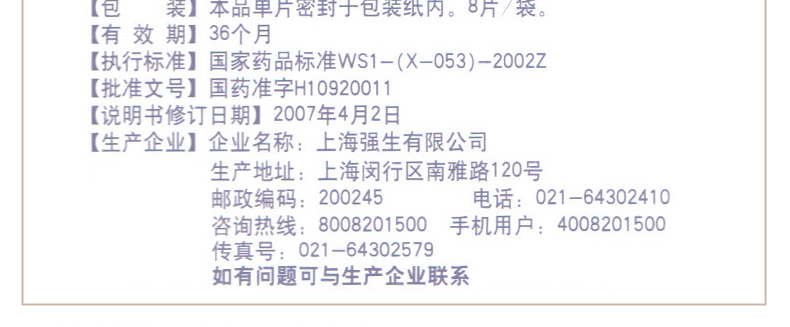 【包　　装】本品单片密封于包装纸内。8片/袋。
【有 效 期】36个月
【执行标准】国家药品标准WS1-(X-053)-2002Z
【批准文号】国药准字H10920011
【说明书修订日期】2007年4月2日
【生产企业】企业名称：上海强生有限公司
生产地址：上海闵行区南雅路120号
邮政编码：200245　　电话：021-64302410
咨询热线：8008201500　手机用户：4008201500
传真号：021-64302579
如有问题可与生产企业联系